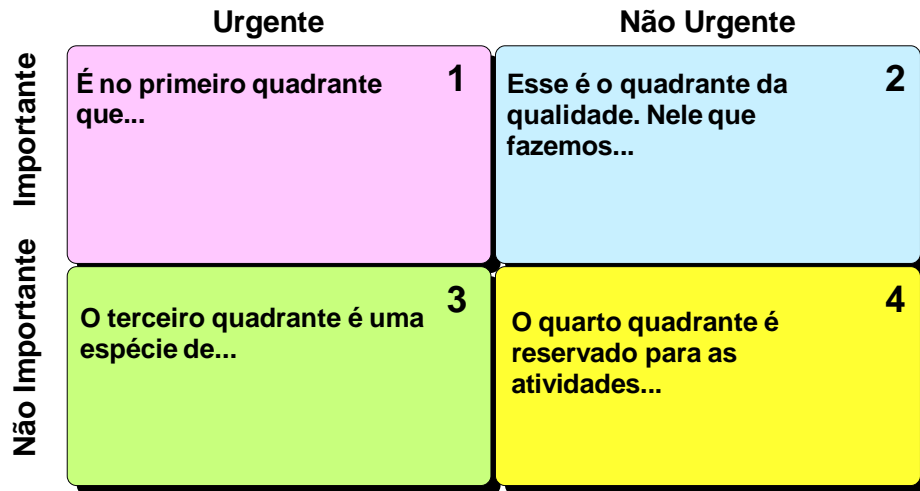 Urgente
Não Urgente
Importante
Não Importante
É no primeiro quadrante
que...
1
Esse é o quadrante da
qualidade. Nele que
fazemos...
2
O terceiro quadrante é uma
espécie de...
3
O quarto quadrante é
reservado para as
atividades...
4